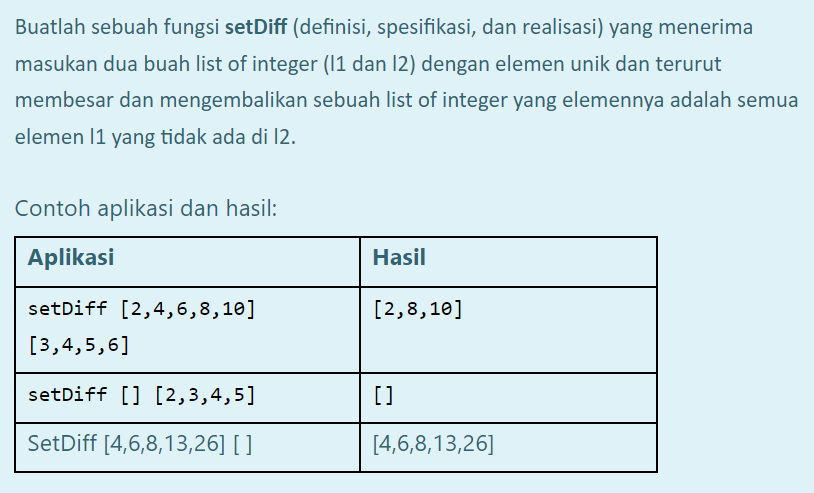 Buatlah sebuah fungsi setDiff (definisi, spesifikasi, dan realisasi) yang menerima
masukan dua buah list of integer (l1 dan l2) dengan elemen unik dan terurut
membesar dan mengembalikan sebuah list of integer yang elemennya adalah semua
elemen l1 yang tidak ada di l2.
Contoh aplikasi dan hasil:
Aplikasi Hasil
setDiff [2,4,6,8,10] [2,8,10]
[3,4,5,6]
setDiff [] [2,3,4,5] []
SetDiff [4,6,8,13,26] [ ] [4,6,8,13,26]